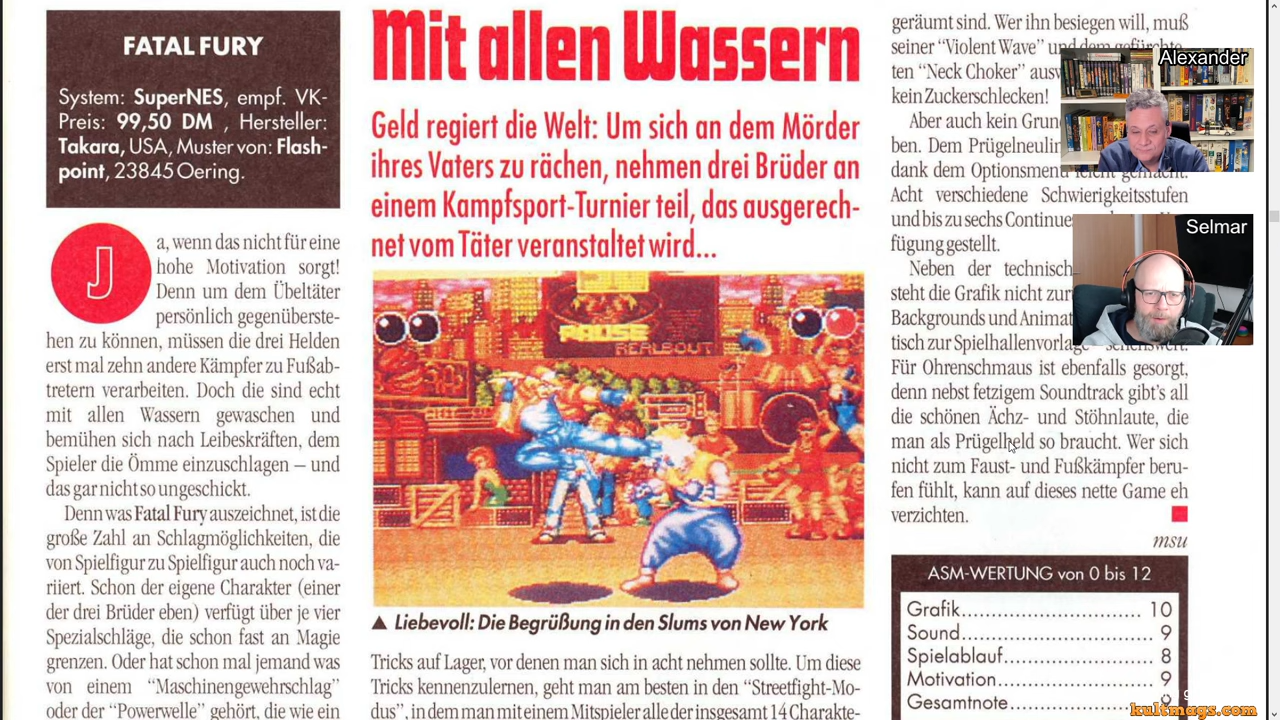 FATAL FURY
System: SuperNES, empf. VK-
Preis: 99,50 DM , Hersteller:
Takara, USA, Muster von: Flash-
point, 23845 Oering.
Ja, wenn das nicht für eine
hohe Motivation sorgt!
Denn um dem Übeltäter
persönlich gegenüberste-
hen zu können, müssen die drei Helden
erst mal zehn andere Kämpfer zu Fußab-
tretern verarbeiten. Doch die sind echt
mit allen Wassern gewaschen und
bemühen sich nach Leibeskräften, dem
Spieler die Ömme einzuschlagen – und
das gar nicht so ungeschickt.
Denn was Fatal Fury auszeichnet, ist die
große Zahl an Schlagmöglichkeiten, die
von Spielfigur zu Spielfigur auch noch va-
riiert. Schon der eigene Charakter (einer
der drei Brüder eben) verfügt über je vier
Spezialschläge, die schon fast an Magie
grenzen. Oder hat schon mal jemand was
von einem “Maschinengewehrschlag”
oder der “Powerwelle” gehört, die wie ein
Mit allen Wassern
Geld regiert die Welt: Um sich an dem Mörder
ihres Vaters zu rächen, nehmen drei Brüder an
einem Kampfsport-Turnier teil, das ausgerech-
net vom Täter veranstaltet wird...
PAUSE
REALBOUT
▲ Liebevoll: Die Begrüßung in den Slums von New York
Tricks auf Lager, vor denen man sich in acht nehmen sollte. Um diese
Tricks kennenzulernen, geht man am besten in den “Streetfight-Mo-
dus”, in dem man mit einem Mitspieler alle der insgesamt 14 Charakte-
geräumt sind. Wer ihn besiegen will, muß
seiner “Violent Wave” und dem gefürchte-
ten “Neck Choker”
kein Zuckerschlecken!
Aber auch kein
ben. Dem
dank dem Optionsmenü leicht gemacht.
Acht verschiedene Schwierigkeitsstufen
und bis zu sechs Continues
fügung gestellt.
Neben der
steht die Grafik nicht
Backgrounds und
tisch zur Spielhallenvorlage
Für Ohrenschmaus ist ebenfalls gesorgt,
denn nebst fetzigem Soundtrack gibt’s all
die schönen Ächz- und Stöhnlaute, die
man als Prügelheld so braucht. Wer sich
nicht zum Faust- und Fußkämpfer beru-
fen fühlt, kann auf dieses nette Game eh
verzichten.
msu
ASM-WERTUNG von 0 bis 12
Grafik........................ 10
Sound......................... 9
Spielablauf................... 8
Motivation.................... 9
Gesamtnote.................... 9
Alexander
Selmar
kultmags.com